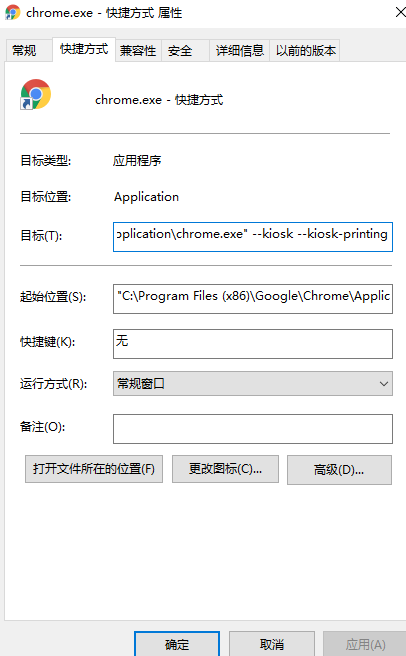 chrome.exe - 快捷方式 属性
常规 快捷方式 兼容性 安全 详细信息 以前的版本
chrome.exe - 快捷方式
目标类型: 应用程序
目标位置: Application
目标(T): pplication\chrome.exe" --kiosk --kiosk-printing
起始位置(S): "C:\Program Files (x86)\Google\Chrome\Applic
快捷键(K): 无
运行方式(R): 常规窗口
备注(O):
打开文件所在的位置(F) 更改图标(C)... 高级(D)...
确定 取消 应用(A)